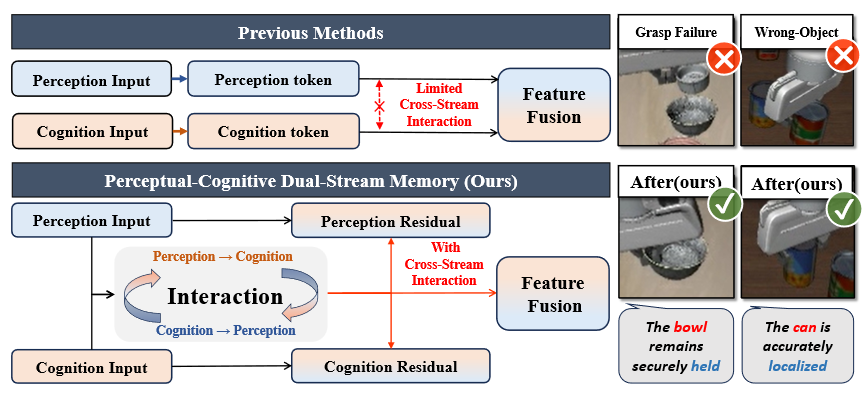 Previous Methods
Perception Input
Perception token
Cognition Input
Cognition token
Limited
Cross-Stream
Interaction
Feature
Fusion
Grasp Failure
Wrong-Object
Perceptual-Cognitive Dual-Stream Memory (Ours)
Perception Input
Perception Residual
Perception → Cognition
Interaction
Cognition → Perception
With
Cross-Stream
Interaction
Feature
Fusion
Cognition Input
Cognition Residual
After(ours)
After(ours)
The bowl
remains
securely held
The can is
accurately
localized